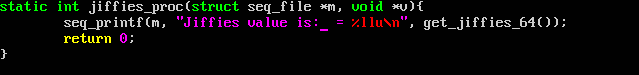 static int jiffies_proc(struct seq_file *m, void *v){
        seq_printf(m, "Jiffies value is:_ = %llu\n", get_jiffies_64());
        return 0;
}